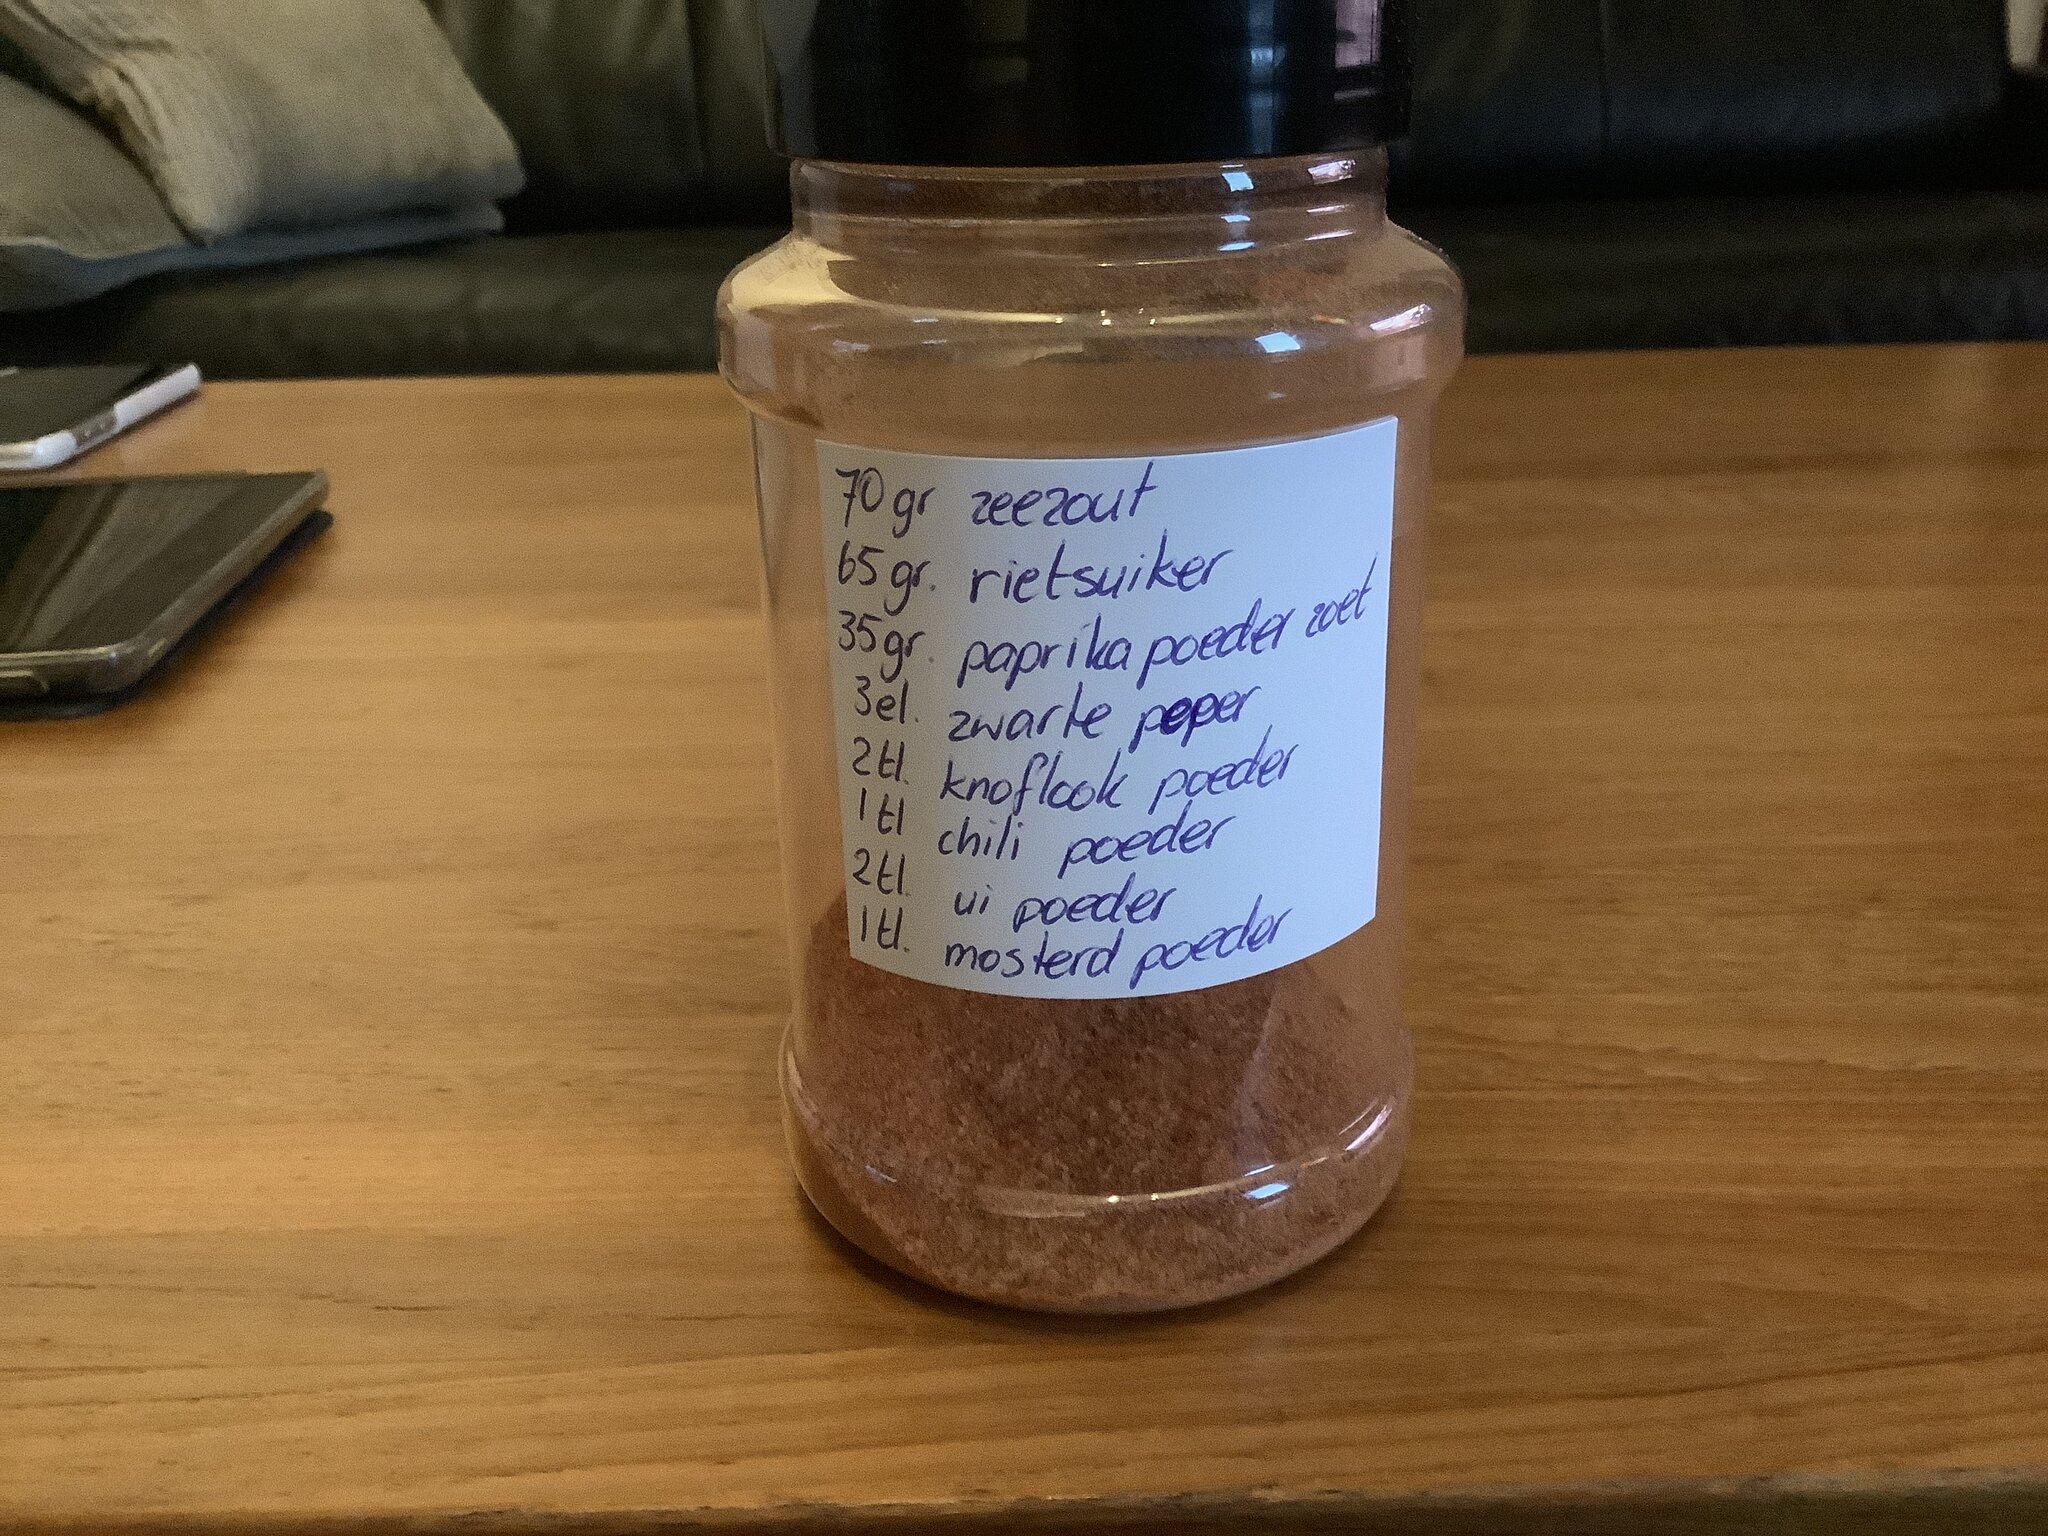 70 gr zeezout
65 gr. rietsuiker
35 gr. paprika poeder zoet
3 el. zwarte peper
2 tl. knoflook poeder
1 tl chili poeder
2 tl. ui poeder
1 tl. mosterd poeder